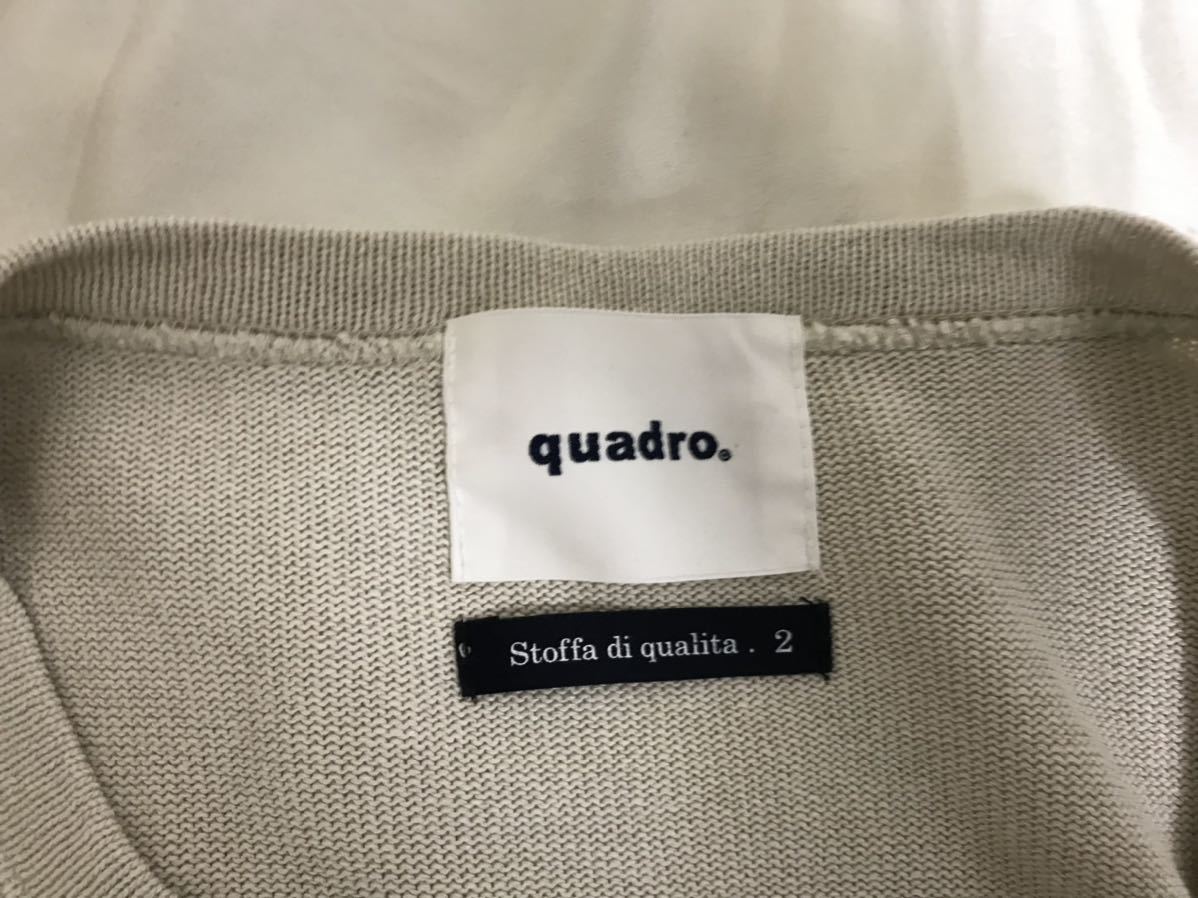 quadro.
Stoffa di qualita . 2